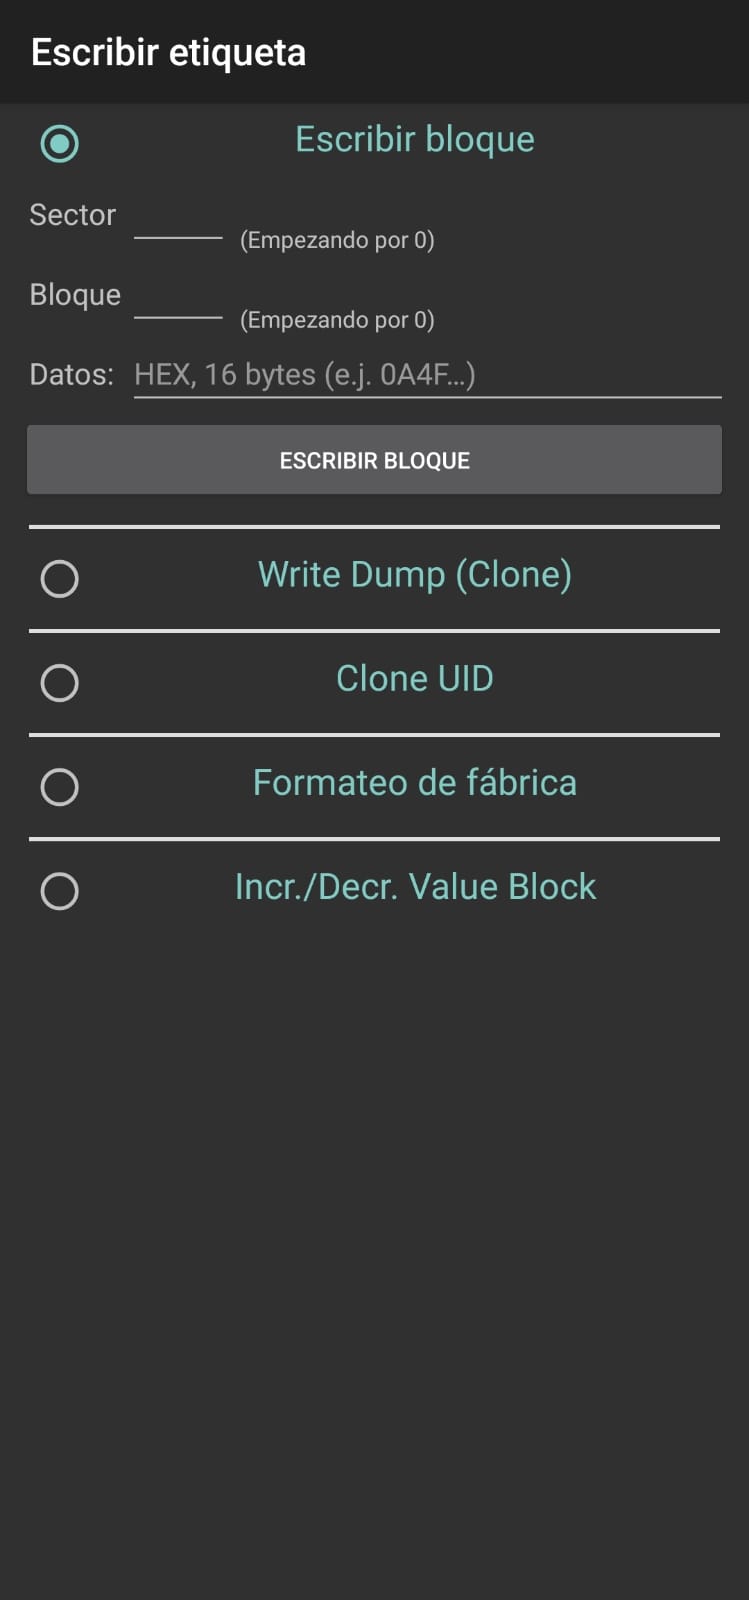 Escribir etiqueta
Escribir bloque
Sector (Empezando por 0)
Bloque (Empezando por 0)
Datos: HEX, 16 bytes (e.j. 0A4F...)
ESCRIBIR BLOQUE
Write Dump (Clone)
Clone UID
Formateo de fábrica
Incr./Decr. Value Block